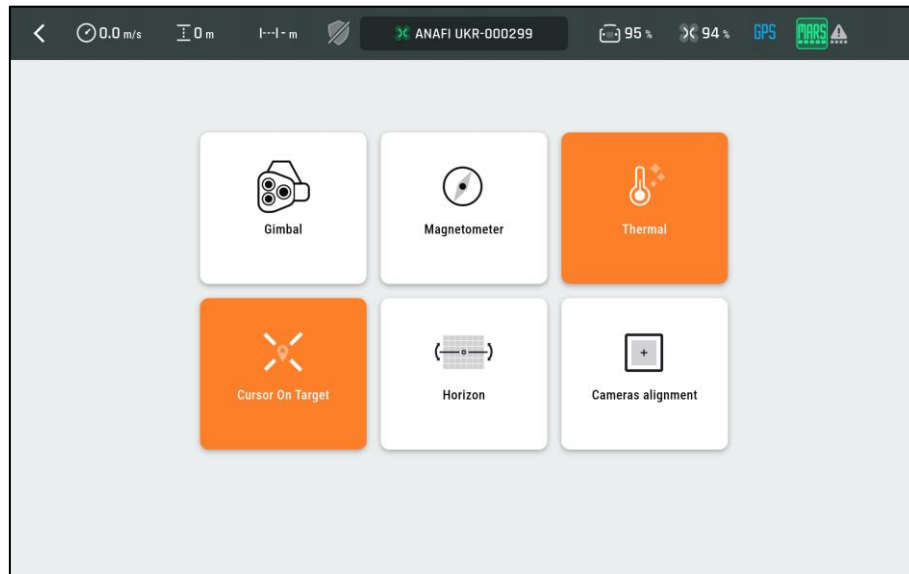 0.0 m/s 0 m |---|- m ANAFI UKR-000299 95 % 94 % GPS MARS
Gimbal Magnetometer Thermal
Cursor On Target Horizon Cameras alignment